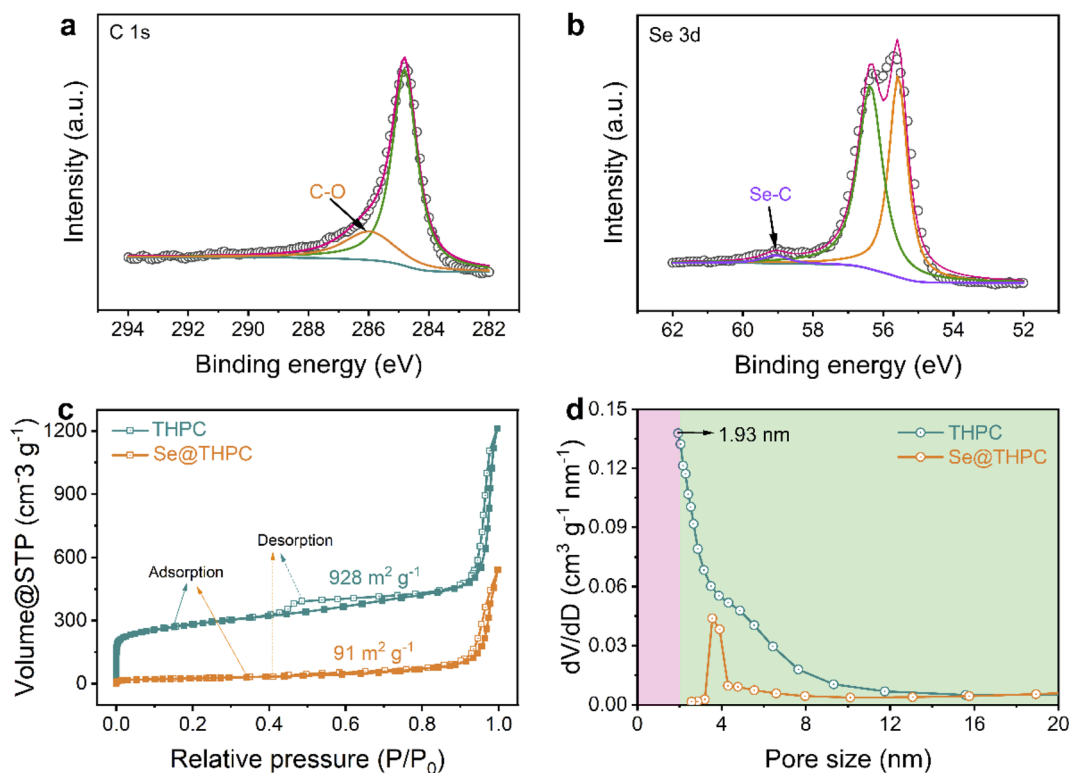 a
C 1s
C-O
Intensity (a.u.)
294 292 290 288 286 284 282
Binding energy (eV)
b
Se 3d
Se-C
Intensity (a.u.)
62 60 58 56 54 52
Binding energy (eV)
c
THPC
Se@THPC
Desorption
Adsorption
928 m² g⁻¹
91 m² g⁻¹
Volume@STP (cm⁻3 g⁻¹)
1200
900
600
300
0
0.0 0.2 0.4 0.6 0.8 1.0
Relative pressure (P/P₀)
d
1.93 nm
THPC
Se@THPC
dV/dD (cm³ g⁻¹ nm⁻¹)
0.15
0.12
0.09
0.06
0.03
0.00
0 4 8 12 16 20
Pore size (nm)